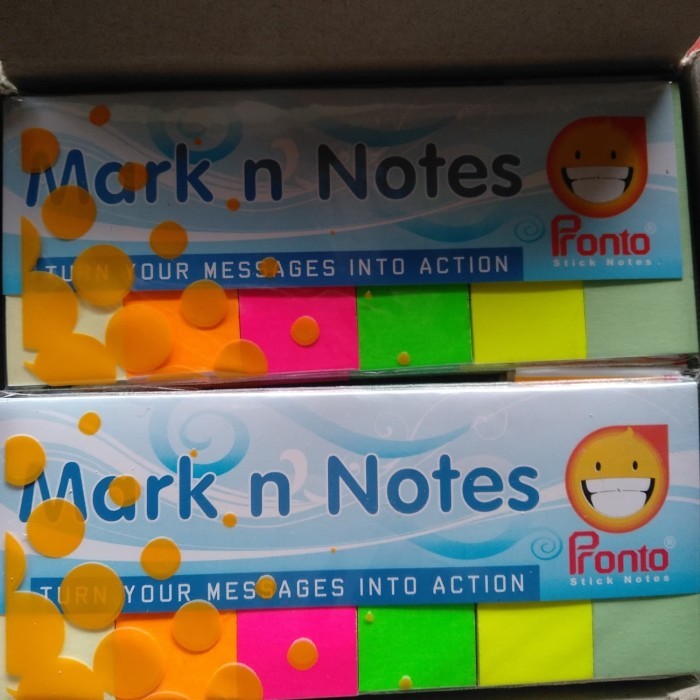 Mark n Notes
Pronto®
Stick Notes
TURN YOUR MESSAGES INTO ACTION
Mark n Notes
Pronto®
Stick Notes
TURN YOUR MESSAGES INTO ACTION